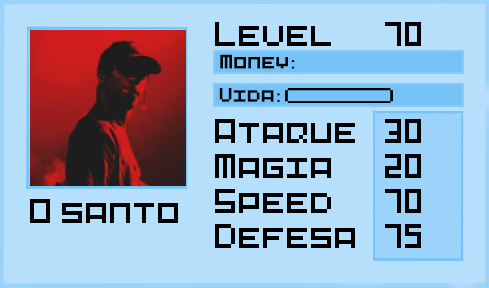 Level 70
Money:
Vida:
Ataque 30
Magia 20
Speed 70
Defesa 75
O santo